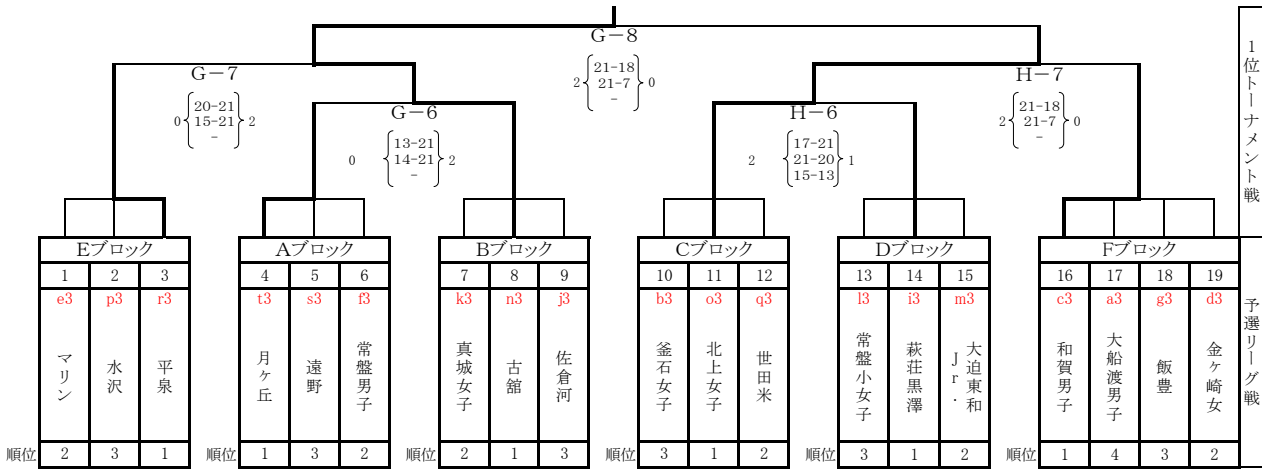 G－8
21-18
2 21-7 0
-
G－7
20-21
0 15-21 2
-
H－7
21-18
2 21-7 0
-
G－6
13-21
0 14-21 2
-
H－6
17-21
2 21-20 1
15-13
1位トーナメント戦
Eブロック Aブロック Bブロック Cブロック Dブロック Fブロック
1 2 3 4 5 6 7 8 9 10 11 12 13 14 15 16 17 18 19
e3 p3 r3 t3 s3 f3 k3 n3 j3 b3 o3 q3 l3 i3 m3 c3 a3 g3 d3
マリン
水沢
平泉
月ヶ丘
遠野
常盤男子
真城女子
古舘
佐倉河
釜石女子
北上女子
世田米
常盤小女子
萩荘黒澤
大迫東和
Jr.
和賀男子
大船渡男子
飯豊
金ヶ崎女
予選リーグ戦
順位 2 3 1 順位 1 3 2 順位 2 1 3 順位 3 1 2 順位 3 1 2 順位 1 4 3 2